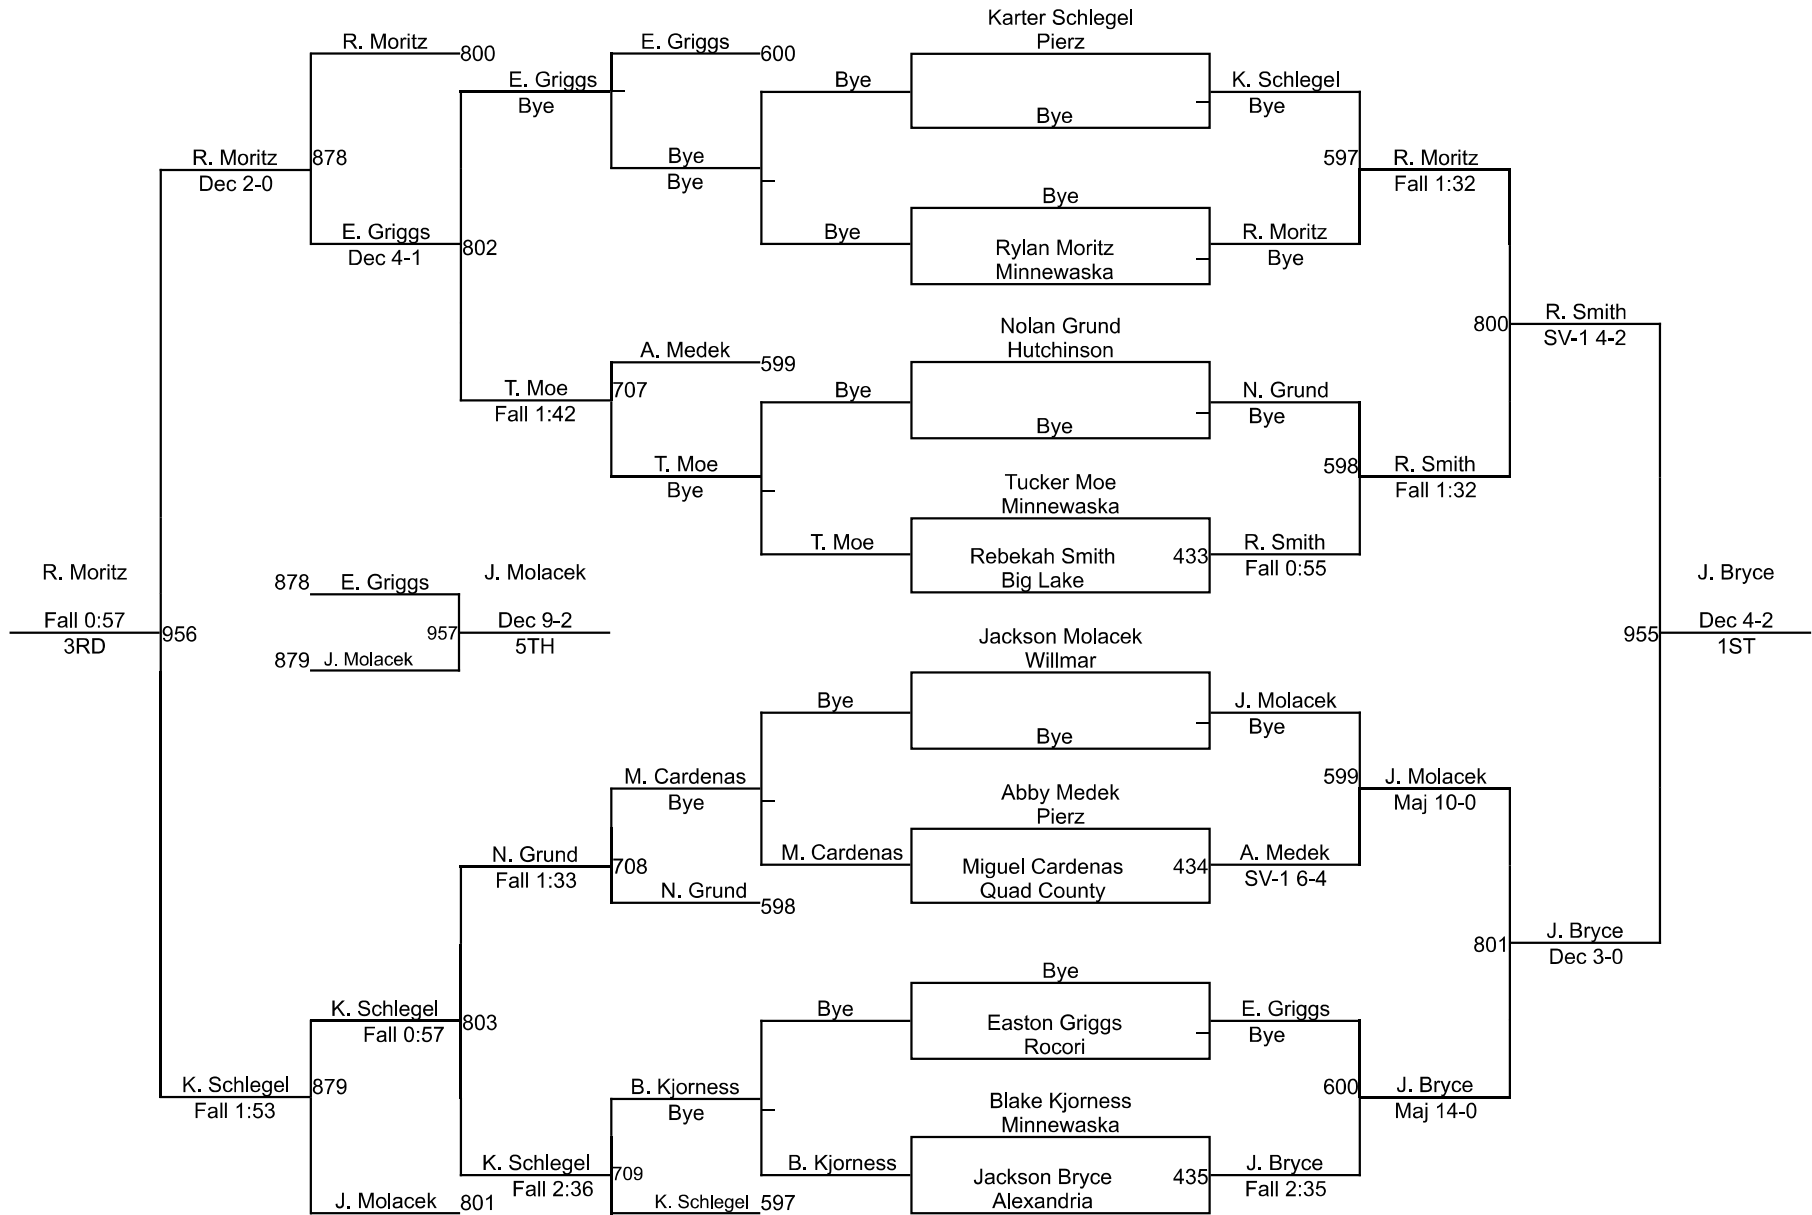 Karter Schlegel
R. Moritz
E. Griggs
Pierz
800
600
E. Griggs
Bye
K. Schlegel
Bye
Bye
Bye
R. Moritz
878
Bye
597
R. Moritz
Dec 2-0
Bye
Fall 1:32
Bye
E. Griggs
802
Bye
Rylan Moritz
R. Moritz
Dec 4-1
Minnewaska
Bye
Nolan Grund
800
R. Smith
A. Medek
599
Hutchinson
SV-1 4-2
T. Moe
707
Bye
N. Grund
Fall 1:42
Bye
Bye
T. Moe
598
R. Smith
Bye
Tucker Moe
Fall 1:32
Minnewaska
T. Moe
Rebekah Smith
433
R. Smith
Big Lake
Fall 0:55
R. Moritz
878
E. Griggs
J. Molacek
J. Bryce
Fall 0:57
956
957
Dec 9-2
955
Dec 4-2
3RD
879
J. Molacek
5TH
1ST
Jackson Molacek
Willmar
Bye
J. Molacek
Bye
Bye
M. Cardenas
599
J. Molacek
Bye
Abby Medek
Maj 10-0
Pierz
N. Grund
708
M. Cardenas
Miguel Cardenas
434
A. Medek
Fall 1:33
Quad County
SV-1 6-4
N. Grund
598
801
J. Bryce
Dec 3-0
Bye
K. Schlegel
803
Bye
Easton Griggs
E. Griggs
Fall 0:57
Rocori
Bye
K. Schlegel
879
B. Kjorness
600
J. Bryce
Fall 1:53
Bye
Blake Kjorness
Maj 14-0
Minnewaska
K. Schlegel
709
B. Kjorness
Jackson Bryce
435
J. Bryce
Fall 2:36
Alexandria
Fall 2:35
J. Molacek
801
K. Schlegel
597